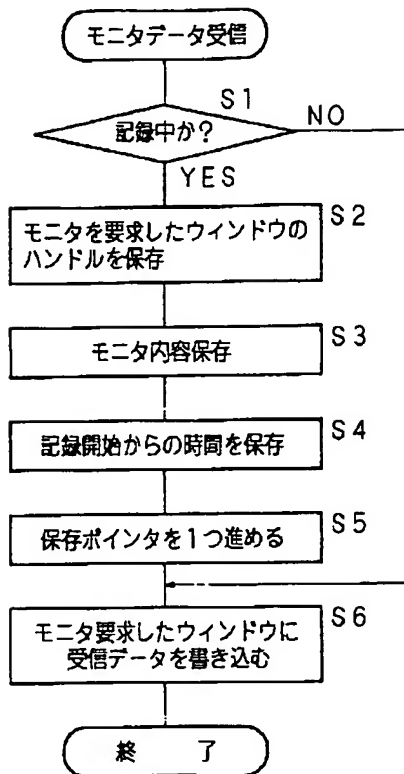 モニタデータ受信
S1
記録中か?
NO
YES
S2
モニタを要求したウィンドウの
ハンドルを保存
S3
モニタ内容保存
S4
記録開始からの時間を保存
S5
保存ポインタを1つ進める
S6
モニタ要求したウィンドウに
受信データを書き込む
終 了